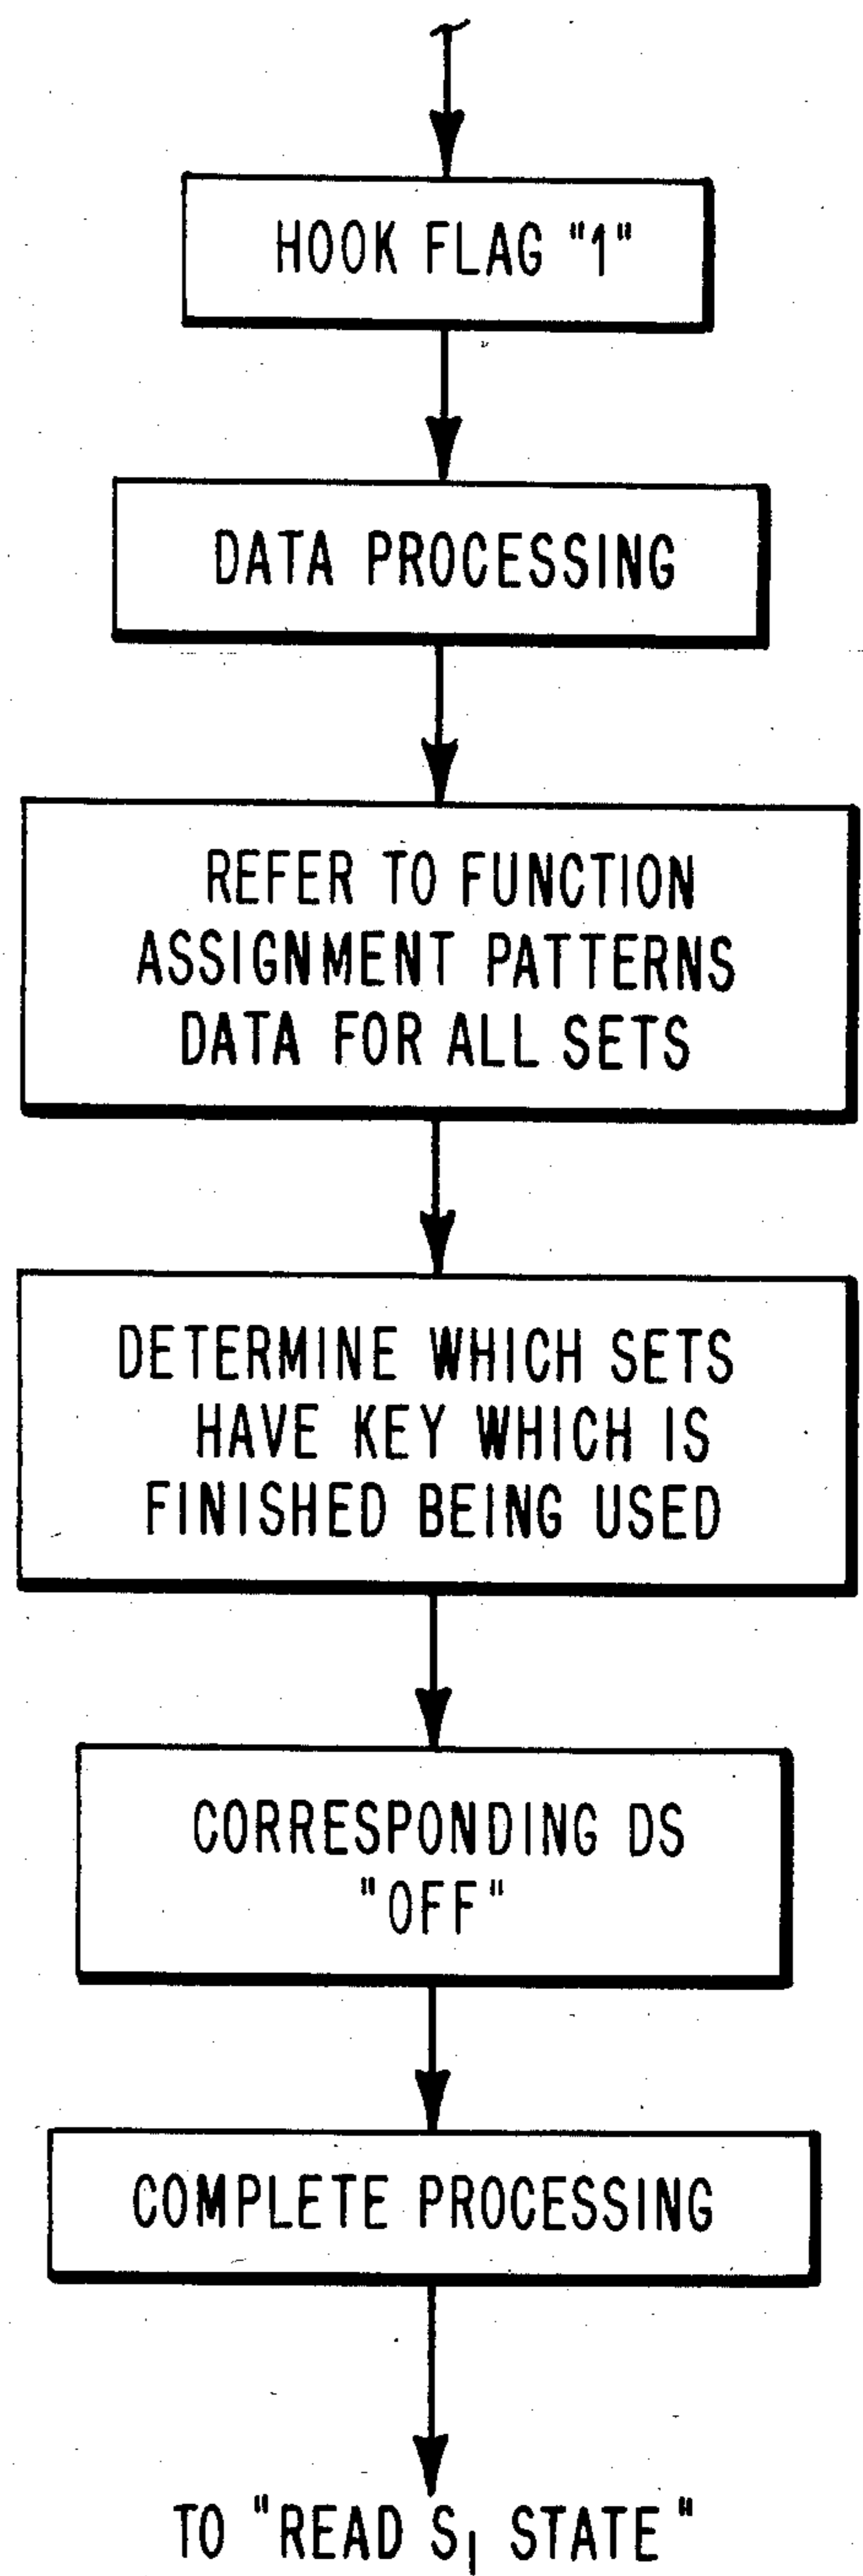 HOOK FLAG "1"
DATA PROCESSING
REFER TO FUNCTION
ASSIGNMENT PATTERNS
DATA FOR ALL SETS
DETERMINE WHICH SETS
HAVE KEY WHICH IS
FINISHED BEING USED
CORRESPONDING DS
"OFF"
COMPLETE PROCESSING
TO "READ S₁ STATE"